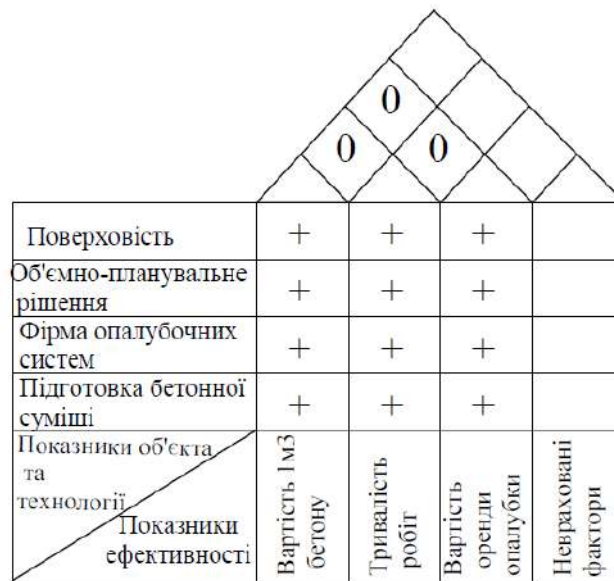 0
0 0
Поверховість + + +
Об'ємно-планувальне
рішення + + +
Фірма опалубочних
систем + + +
Підготовка бетонної
суміші + + +
Показники об'єкта
та
технології
Показники
ефективності
Вартість 1м3
бетону
Тривалість
робіт
Вартість
оренди
опалубки
Невраховані
фактори